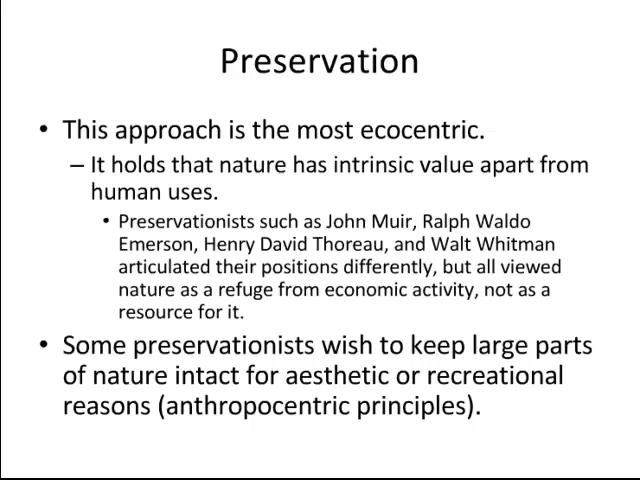 Preservation
• This approach is the most ecocentric.
– It holds that nature has intrinsic value apart from
human uses.
• Preservationists such as John Muir, Ralph Waldo
Emerson, Henry David Thoreau, and Walt Whitman
articulated their positions differently, but all viewed
nature as a refuge from economic activity, not as a
resource for it.
• Some preservationists wish to keep large parts
of nature intact for aesthetic or recreational
reasons (anthropocentric principles).